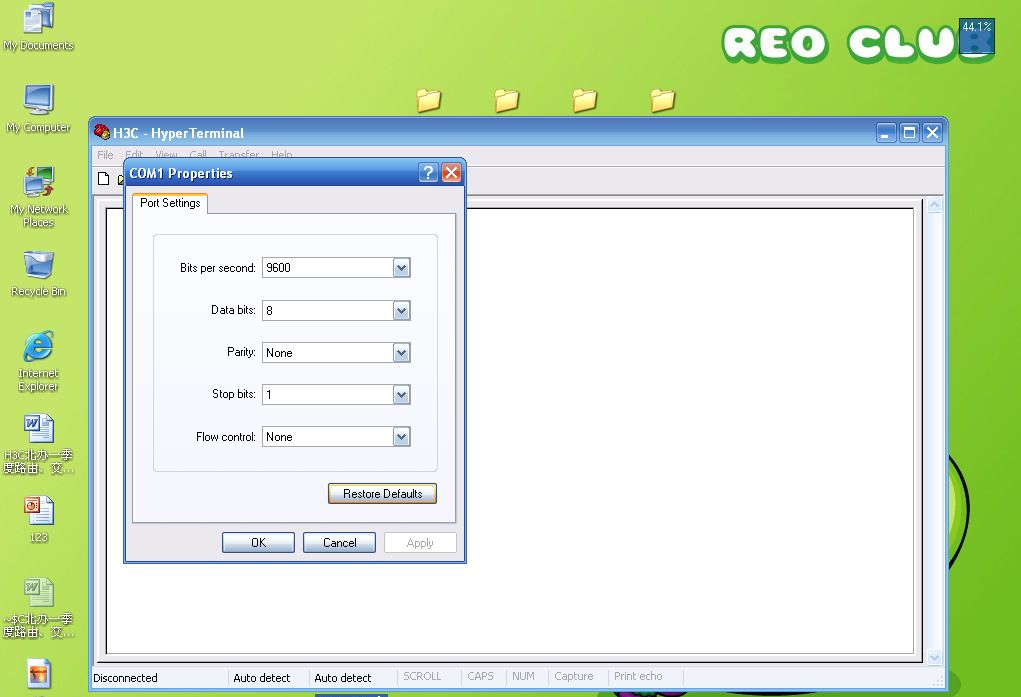 My Documents
REO CLU
44.1%
My Computer
H3C - HyperTerminal
File Edit View Call Transfer Help
COM1 Properties
Port Settings
My Network
Places
Bits per second: 9600
Recycle Bin
Data bits: 8
Parity: None
Internet
Explorer
Stop bits: 1
Flow control: None
H3C北办一季
度路由、交...
Restore Defaults
123
OK Cancel Apply
~$C北办一季
度路由、交...
Disconnected Auto detect Auto detect SCROLL CAPS NUM Capture Print echo